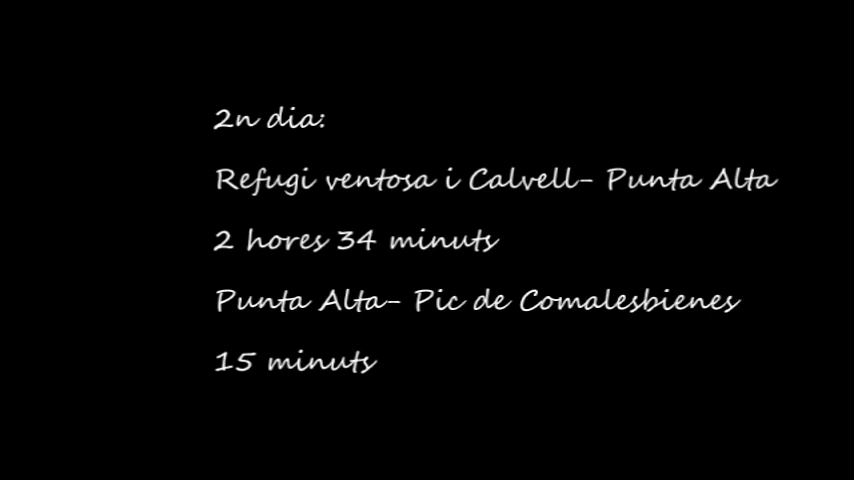 2n dia:
Refugi ventosa i Calvell- Punta Alta
2 hores 34 minuts
Punta Alta- Pic de Comalesbienes
15 minuts